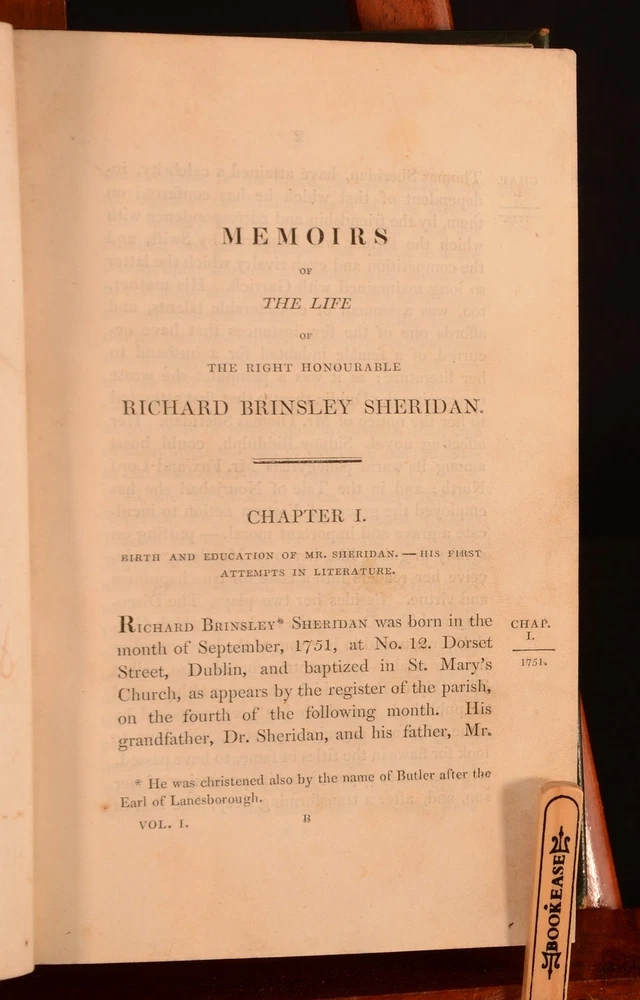 MEMOIRS
OF
THE LIFE
OF
THE RIGHT HONOURABLE
RICHARD BRINSLEY SHERIDAN.
CHAPTER I.
BIRTH AND EDUCATION OF MR. SHERIDAN. — HIS FIRST
ATTEMPTS IN LITERATURE.
RICHARD BRINSLEY* SHERIDAN was born in the
month of September, 1751, at No. 12. Dorset
Street, Dublin, and baptized in St. Mary's
Church, as appears by the register of the parish,
on the fourth of the following month. His
grandfather, Dr. Sheridan, and his father, Mr.
CHAP.
I.
1751.
* He was christened also by the name of Butler after the
Earl of Lanesborough.
VOL. I.
B
BOOKEASE